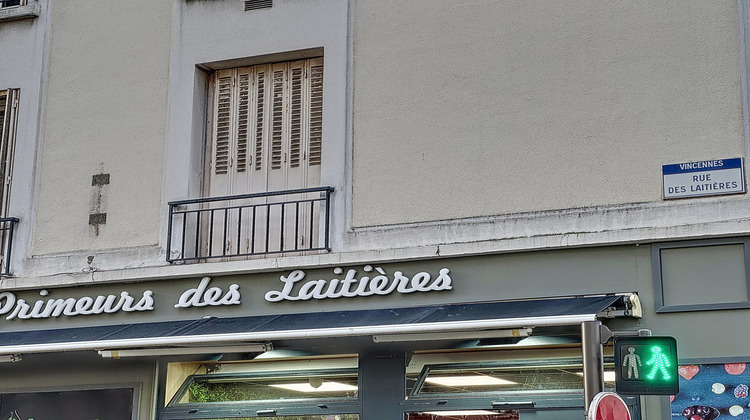 VINCENNES
RUE
DES LAITIÈRES
Primeurs des Laitières